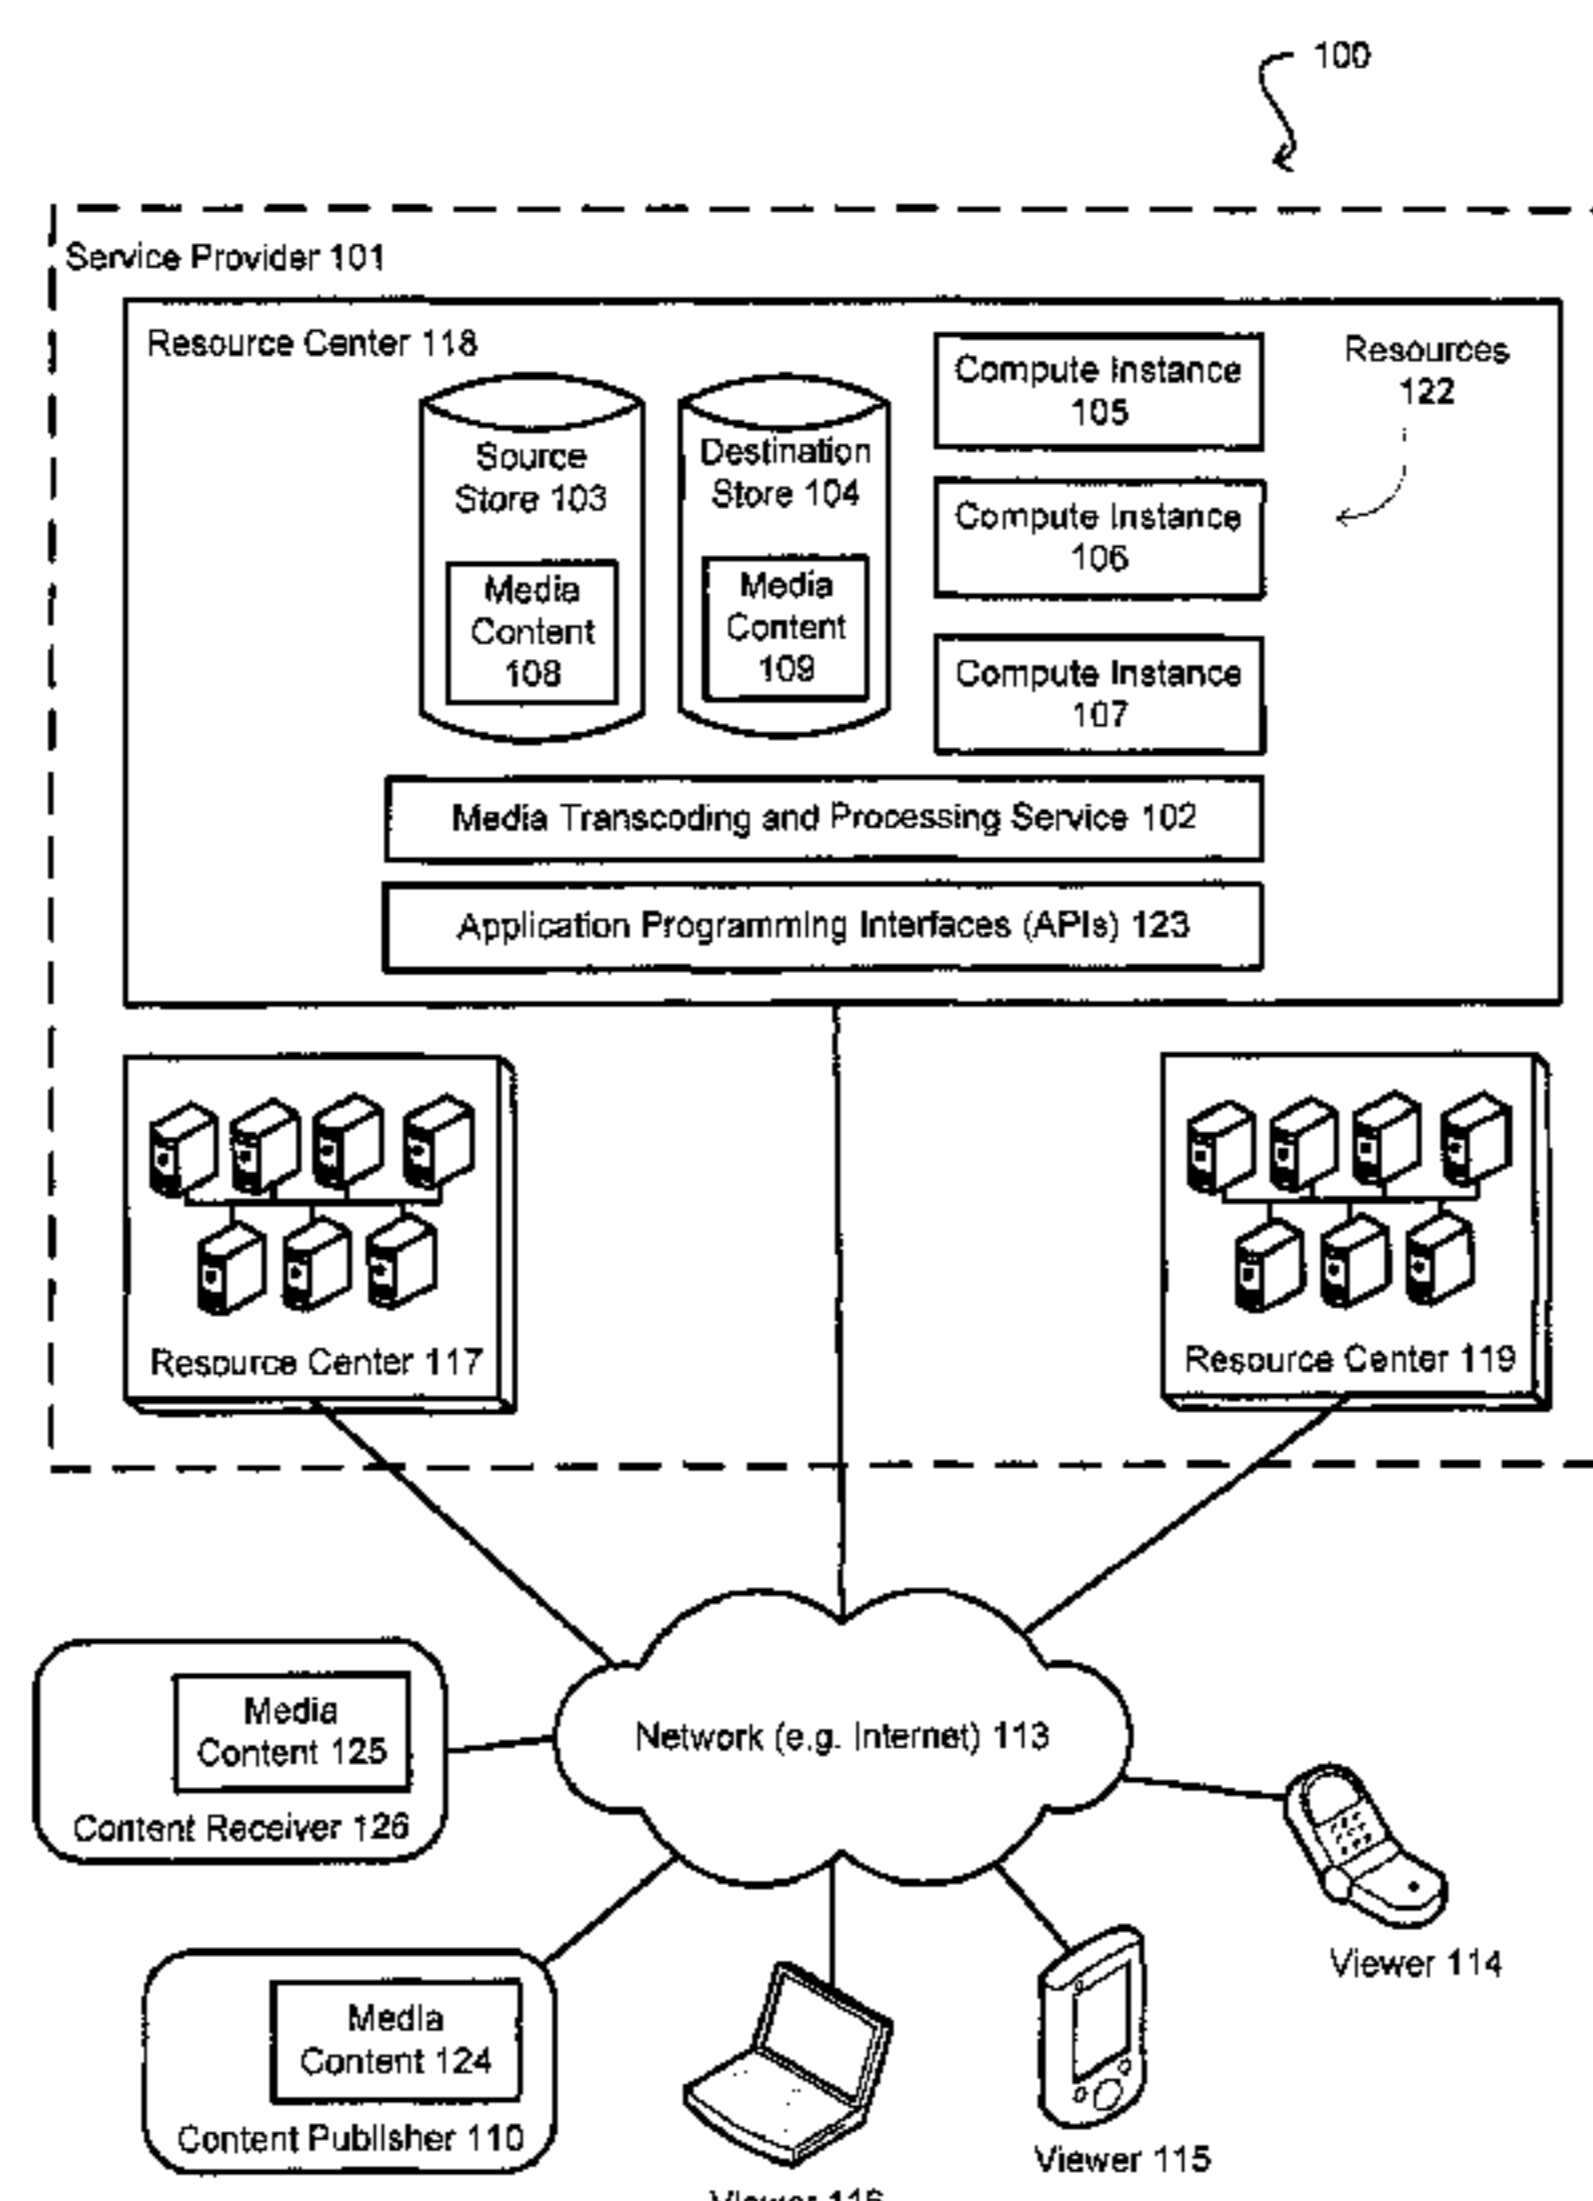 100
Service Provider 101
Resource Center 118
Source
Store 103
Media
Content
108
Destination
Store 104
Media
Content
109
Compute Instance
105
Compute Instance
106
Compute Instance
107
Resources
122
Media Transcoding and Processing Service 102
Application Programming Interfaces (APIs) 123
Resource Center 117
Resource Center 119
Network (e.g. Internet) 113
Media
Content 125
Content Receiver 126
Media
Content 124
Content Publisher 110
Viewer 114
Viewer 115
Viewer 116